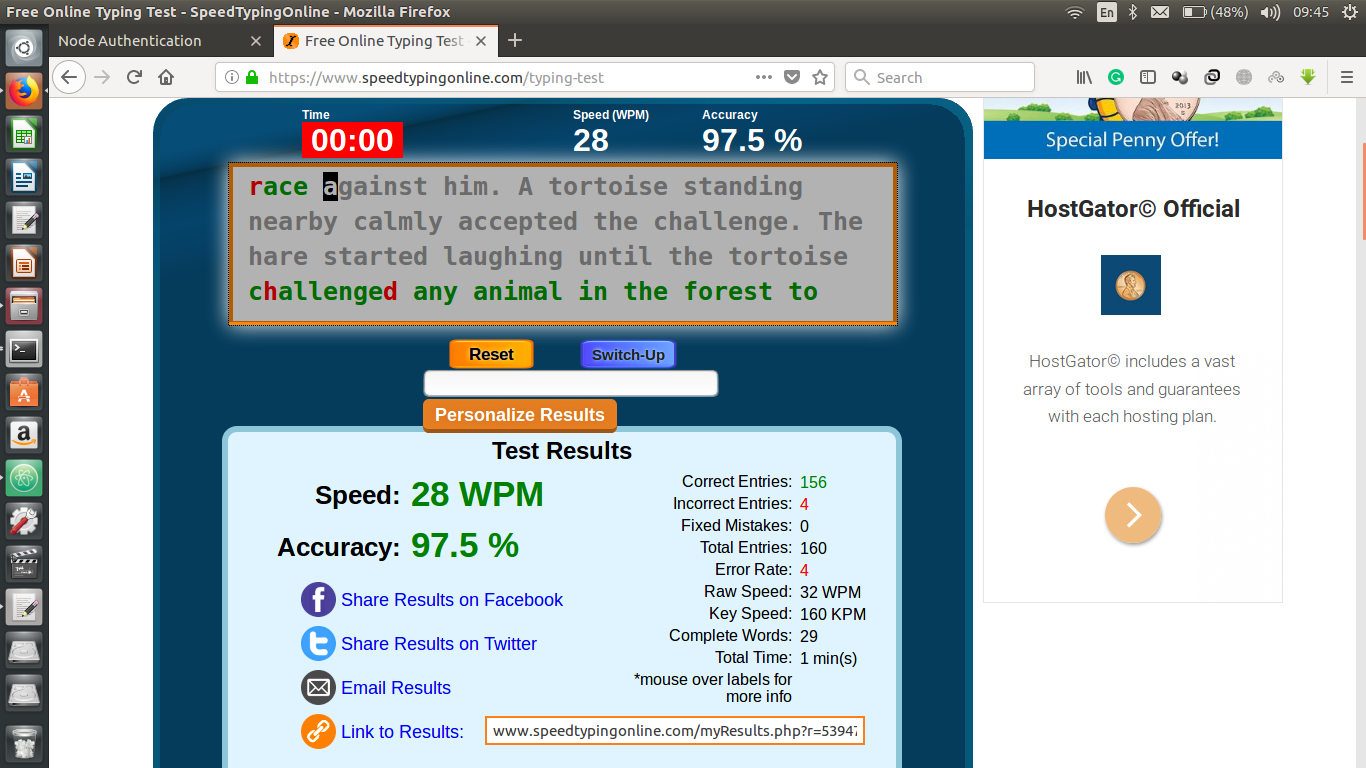 Free Online Typing Test - SpeedTypingOnline - Mozilla Firefox
En
(48%)
09:45
Node Authentication
Free Online Typing Test
https://www.speedtypingonline.com/typing-test
Search
Time
Speed (WPM)
Accuracy
00:00
28
97.5 %
race against him. A tortoise standing
nearby calmly accepted the challenge. The
hare started laughing until the tortoise
challenged any animal in the forest to
Reset
Switch-Up
Personalize Results
Test Results
Speed: 28 WPM
Accuracy: 97.5 %
Share Results on Facebook
Share Results on Twitter
Email Results
Link to Results: www.speedtypingonline.com/myResults.php?r=53947
Correct Entries: 156
Incorrect Entries: 4
Fixed Mistakes: 0
Total Entries: 160
Error Rate: 4
Raw Speed: 32 WPM
Key Speed: 160 KPM
Complete Words: 29
Total Time: 1 min(s)
*mouse over labels for
more info
2013
Special Penny Offer!
HostGator© Official
HostGator© includes a vast
array of tools and guarantees
with each hosting plan.